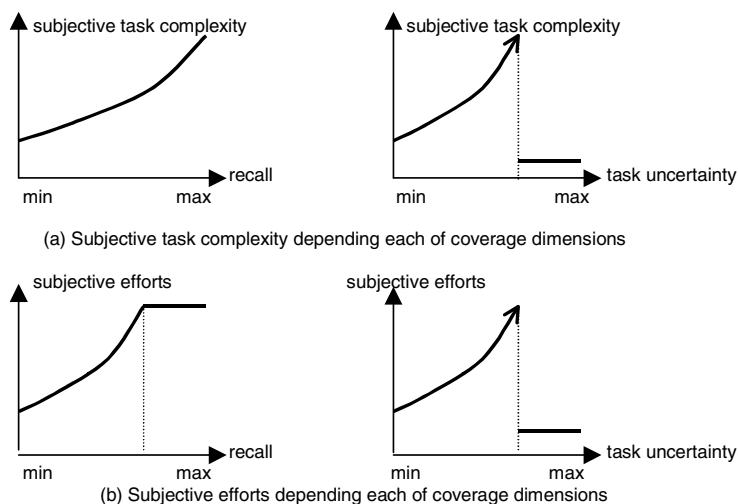 subjective task complexity
subjective task complexity
recall
task uncertainty
min
max
min
max
(a) Subjective task complexity depending each of coverage dimensions
subjective efforts
subjective efforts
recall
task uncertainty
min
max
min
max
(b) Subjective efforts depending each of coverage dimensions